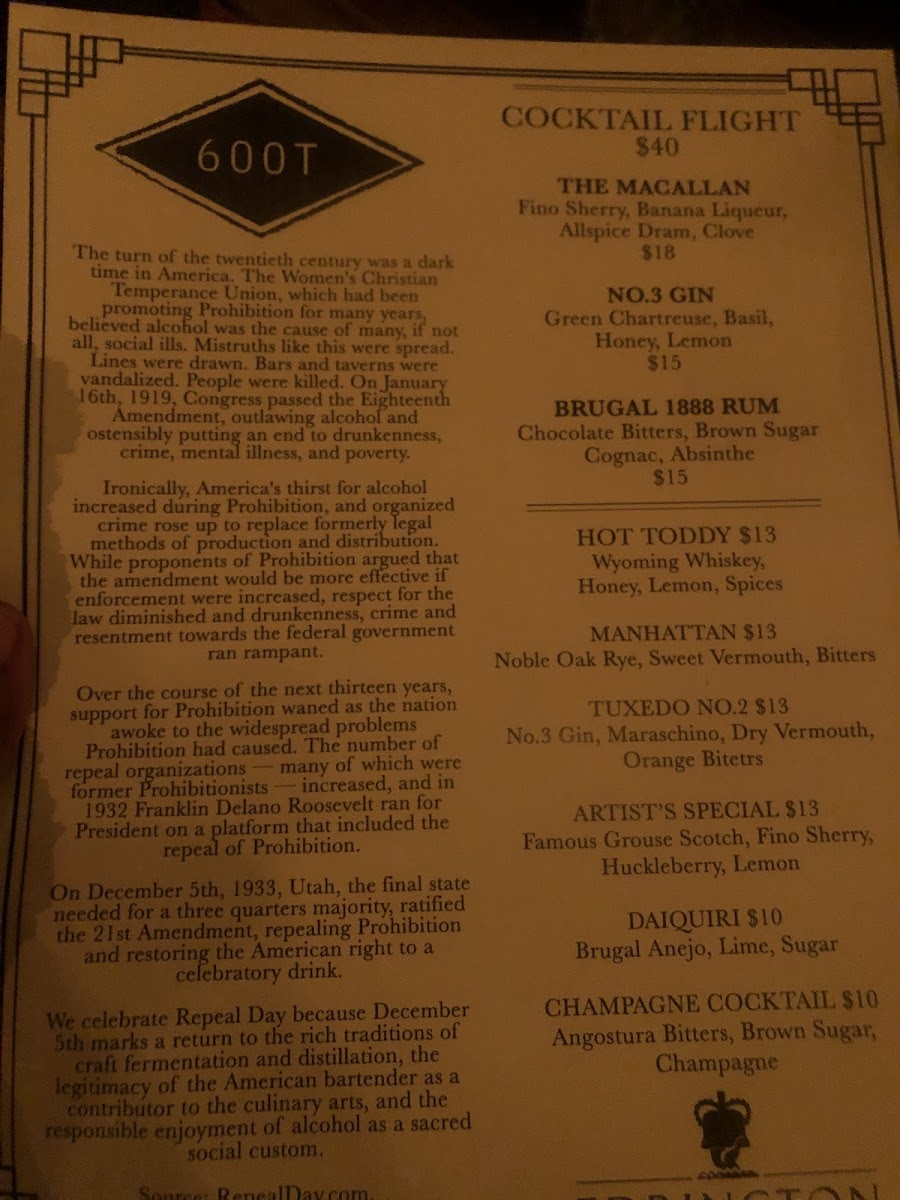 600T
The turn of the twentieth century was a dark
time in America. The Women's Christian
Temperance Union, which had been
promoting Prohibition for many years,
believed alcohol was the cause of many, if not
all, social ills. Mistruths like this were spread.
Lines were drawn. Bars and taverns were
vandalized. People were killed. On January
16th, 1919, Congress passed the Eighteenth
Amendment, outlawing alcohol and
ostensibly putting an end to drunkenness,
crime, mental illness, and poverty.
Ironically, America's thirst for alcohol
increased during Prohibition, and organized
crime rose up to replace formerly legal
methods of production and distribution.
While proponents of Prohibition argued that
the amendment would be more effective if
enforcement were increased, respect for the
law diminished and drunkenness, crime and
resentment towards the federal government
ran rampant.
Over the course of the next thirteen years,
support for Prohibition waned as the nation
awoke to the widespread problems
Prohibition had caused. The number of
repeal organizations — many of which were
former Prohibitionists — increased, and in
1932 Franklin Delano Roosevelt ran for
President on a platform that included the
repeal of Prohibition.
On December 5th, 1933, Utah, the final state
needed for a three quarters majority, ratified
the 21st Amendment, repealing Prohibition
and restoring the American right to a
celebratory drink.
We celebrate Repeal Day because December
5th marks a return to the rich traditions of
craft fermentation and distillation, the
legitimacy of the American bartender as a
contributor to the culinary arts, and the
responsible enjoyment of alcohol as a sacred
social custom.
Source: RepealDay.com
COCKTAIL FLIGHT
$40
THE MACALLAN
Fino Sherry, Banana Liqueur,
Allspice Dram, Clove
$18
NO.3 GIN
Green Chartreuse, Basil,
Honey, Lemon
$15
BRUGAL 1888 RUM
Chocolate Bitters, Brown Sugar
Cognac, Absinthe
$15
HOT TODDY $13
Wyoming Whiskey,
Honey, Lemon, Spices
MANHATTAN $13
Noble Oak Rye, Sweet Vermouth, Bitters
TUXEDO NO.2 $13
No.3 Gin, Maraschino, Dry Vermouth,
Orange Bitetrs
ARTIST'S SPECIAL $13
Famous Grouse Scotch, Fino Sherry,
Huckleberry, Lemon
DAIQUIRI $10
Brugal Anejo, Lime, Sugar
CHAMPAGNE COCKTAIL $10
Angostura Bitters, Brown Sugar,
Champagne